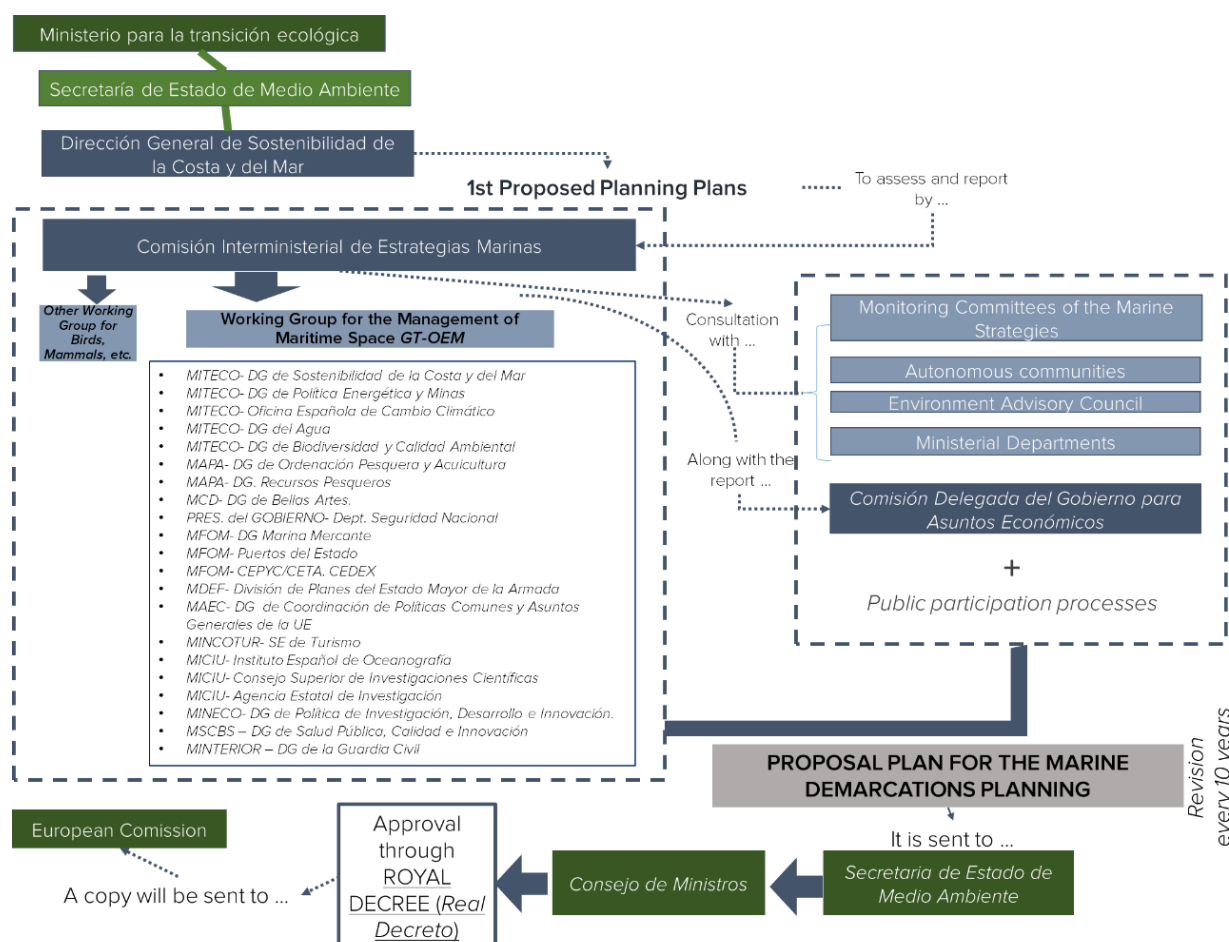 Ministerio para la transición ecológica
Secretaría de Estado de Medio Ambiente
Dirección General de Sostenibilidad de
la Costa y del Mar
1st Proposed Planning Plans
To assess and report
by ...
Comisión Interministerial de Estrategias Marinas
Other Working
Group for
Birds,
Mammals, etc.
Working Group for the Management of
Maritime Space GT-OEM
• MITECO- DG de Sostenibilidad de la Costa y del Mar
• MITECO- DG de Política Energética y Minas
• MITECO- Oficina Española de Cambio Climático
• MITECO- DG del Agua
• MITECO- DG de Biodiversidad y Calidad Ambiental
• MAPA- DG de Ordenación Pesquera y Acuicultura
• MAPA- DG. Recursos Pesqueros
• MCD- DG de Bellas Artes.
• PRES. del GOBIERNO- Dept. Seguridad Nacional
• MFOM- DG Marina Mercante
• MFOM- Puertos del Estado
• MFOM- CEPYC/CETA. CEDEX
• MDEF- División de Planes del Estado Mayor de la Armada
• MAEC- DG de Coordinación de Políticas Comunes y Asuntos
Generales de la UE
• MINCOTUR- SE de Turismo
• MICIU- Instituto Español de Oceanografía
• MICIU- Consejo Superior de Investigaciones Científicas
• MICIU- Agencia Estatal de Investigación
• MINECO- DG de Política de Investigación, Desarrollo e Innovación.
• MSCBS – DG de Salud Pública, Calidad e Innovación
• MINTERIOR – DG de la Guardia Civil
Consultation
with ...
Along with the
report ...
Monitoring Committees of the Marine
Strategies
Autonomous communities
Environment Advisory Council
Ministerial Departments
Comisión Delegada del Gobierno para
Asuntos Económicos
+
Public participation processes
PROPOSAL PLAN FOR THE MARINE
DEMARCATIONS PLANNING
Revision
every 10 years
It is sent to ...
Secretaria de Estado de
Medio Ambiente
Consejo de Ministros
Approval
through
ROYAL
DECREE (Real
Decreto)
A copy will be sent to ...
European Comission